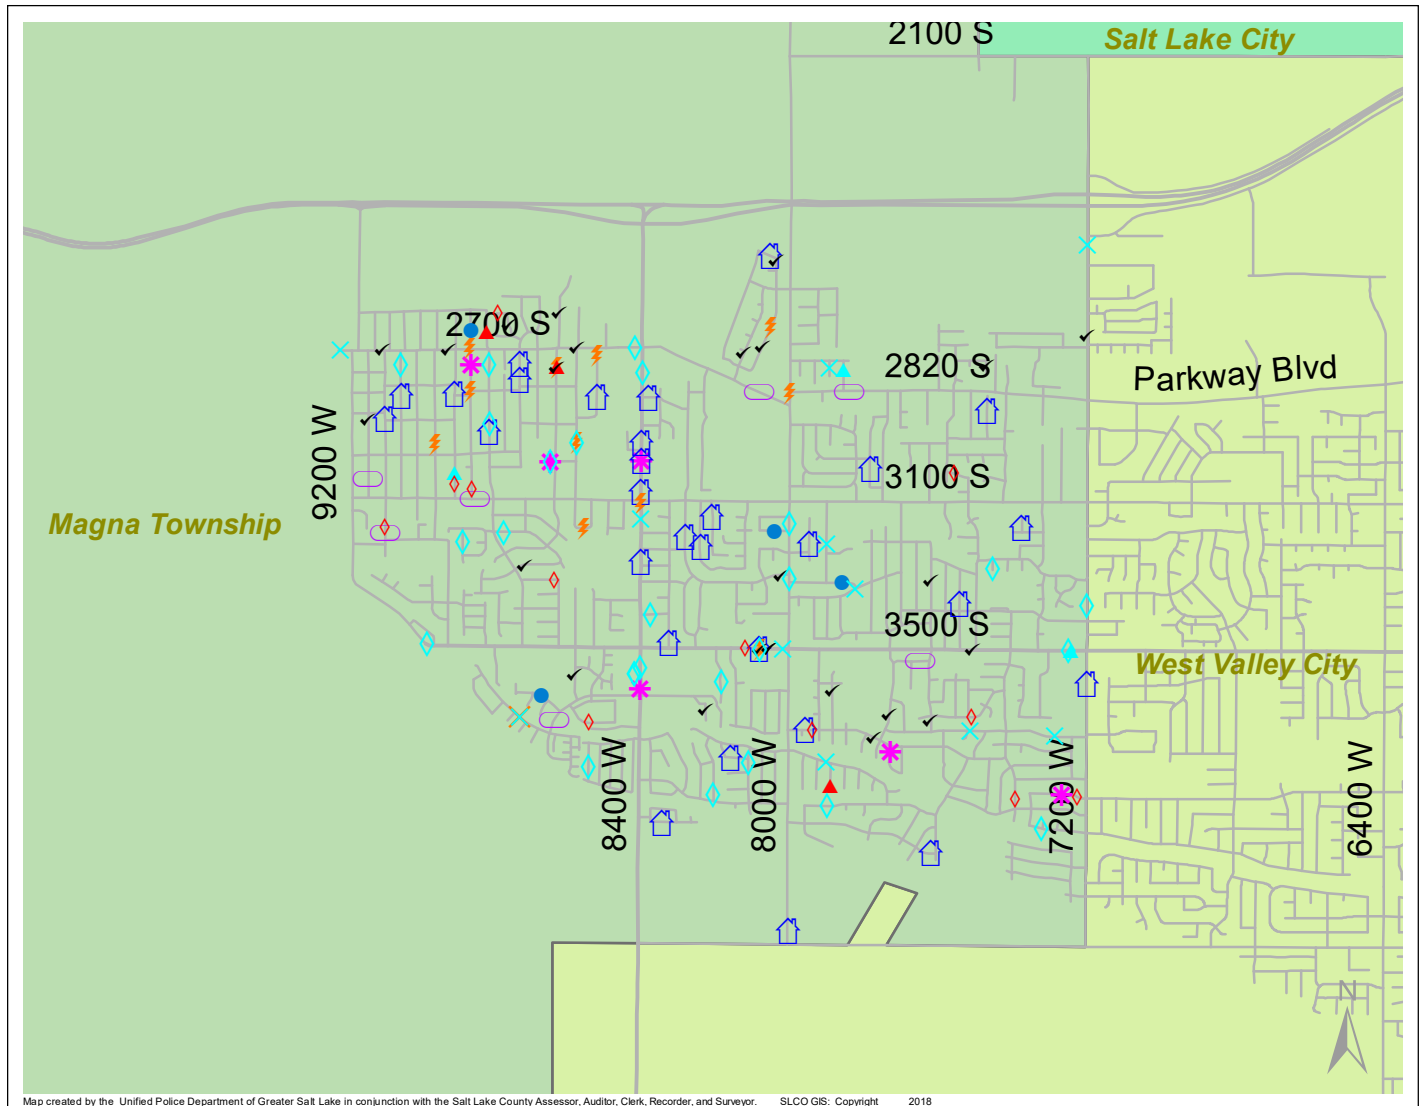 2100 S
Salt Lake City
2700 S
2820 S
Parkway Blvd
9200 W
3100 S
Magna Township
3500 S
West Valley City
8400 W
8000 W
7200 W
6400 W
N
Map created by the Unified Police Department of Greater Salt Lake in conjunction with the Salt Lake County Assessor, Auditor, Clerk, Recorder, and Surveyor. SLCO GIS: Copyright 2018